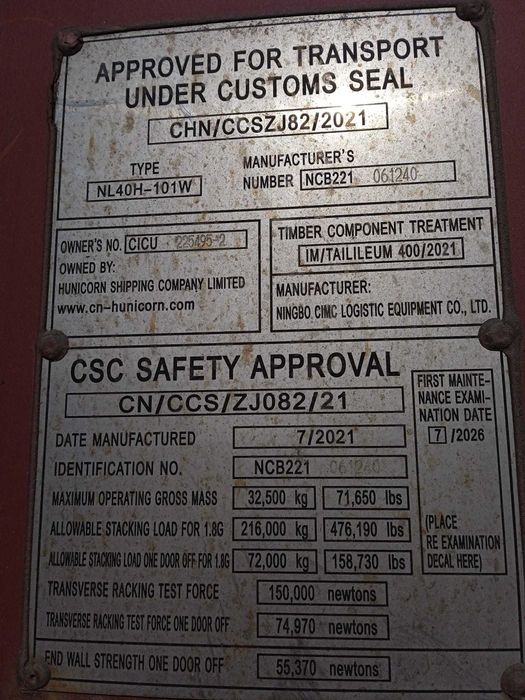 APPROVED FOR TRANSPORT
UNDER CUSTOMS SEAL
CHN/CCSZJ82/2021
TYPE
NL40H-101W
MANUFACTURER'S
NUMBER NCB221 061240
OWNER'S NO. CICU 225495-2
OWNED BY:
HUNICORN SHIPPING COMPANY LIMITED
www.cn-hunicorn.com
TIMBER COMPONENT TREATMENT
IM/TAILILEUM 400/2021
MANUFACTURER:
NINGBO CIMC LOGISTIC EQUIPMENT CO., LTD.
CSC SAFETY APPROVAL
CN/CCS/ZJ082/21
DATE MANUFACTURED 7/2021
IDENTIFICATION NO. NCB221 061240
MAXIMUM OPERATING GROSS MASS 32,500 kg 71,650 lbs
ALLOWABLE STACKING LOAD FOR 1.8G 216,000 kg 476,190 lbs
ALLOWABLE STACKING LOAD ONE DOOR OFF FOR 1.8G 72,000 kg 158,730 lbs
TRANSVERSE RACKING TEST FORCE 150,000 newtons
TRANSVERSE RACKING TEST FORCE ONE DOOR OFF 74,970 newtons
END WALL STRENGTH ONE DOOR OFF 55,370 newtons
FIRST MAINTE-
NANCE EXAMI-
NATION DATE
7 /2026
(PLACE
RE EXAMINATION
DECAL HERE)